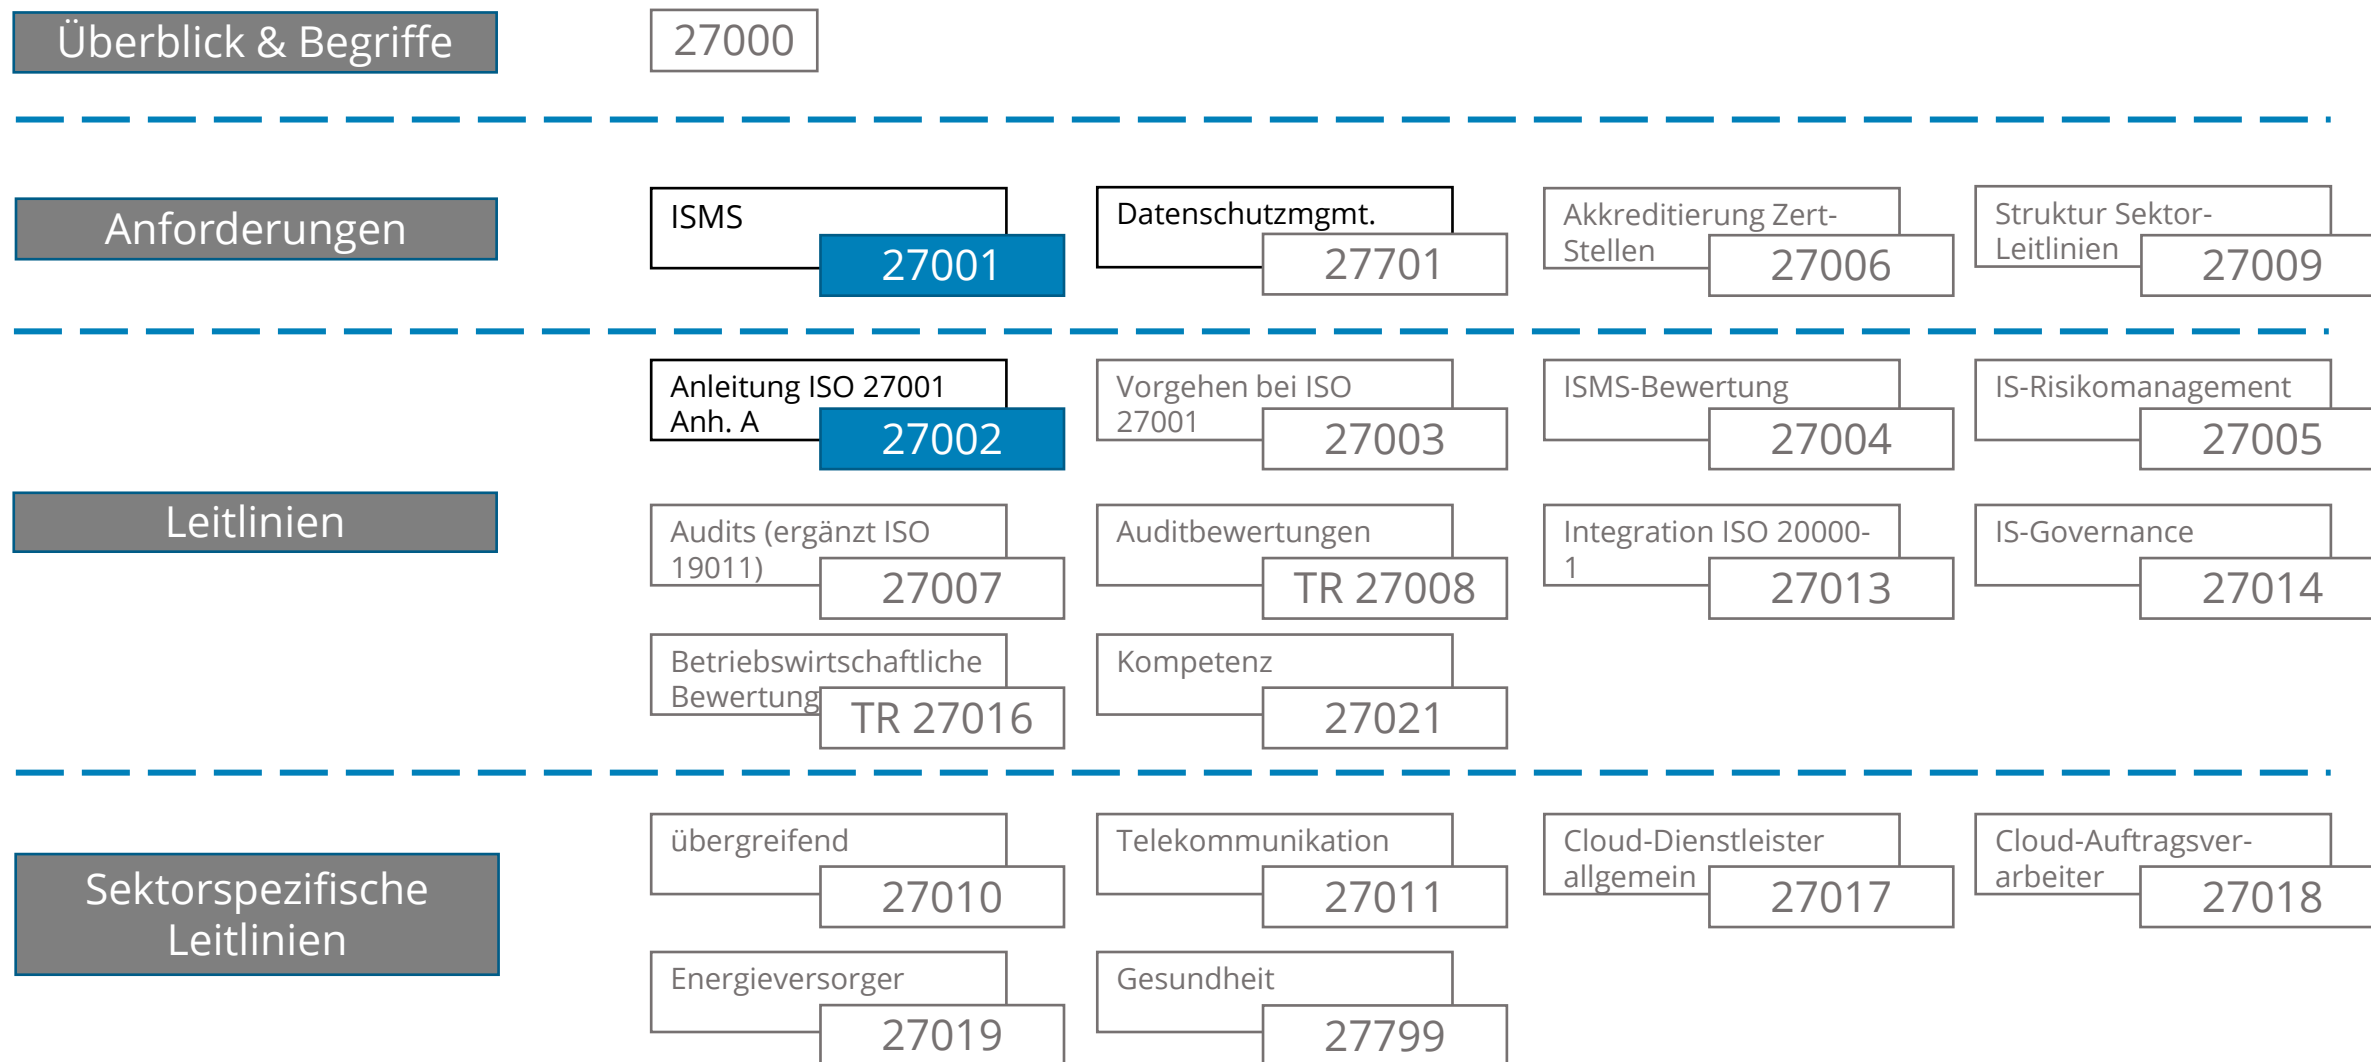 Überblick & Begriffe
27000
Anforderungen
ISMS
27001
Datenschutzmgmt.
27701
Akkreditierung Zert-
Stellen
27006
Struktur Sektor-
Leitlinien
27009
Leitlinien
Anleitung ISO 27001
Anh. A
27002
Vorgehen bei ISO
27001
27003
ISMS-Bewertung
27004
IS-Risikomanagement
27005
Audits (ergänzt ISO
19011)
27007
Auditbewertungen
TR 27008
Integration ISO 20000-
1
27013
IS-Governance
27014
Betriebswirtschaftliche
Bewertung
TR 27016
Kompetenz
27021
Sektorspezifische
Leitlinien
übergreifend
27010
Telekommunikation
27011
Cloud-Dienstleister
allgemein
27017
Cloud-Auftragsver-
arbeiter
27018
Energieversorger
27019
Gesundheit
27799